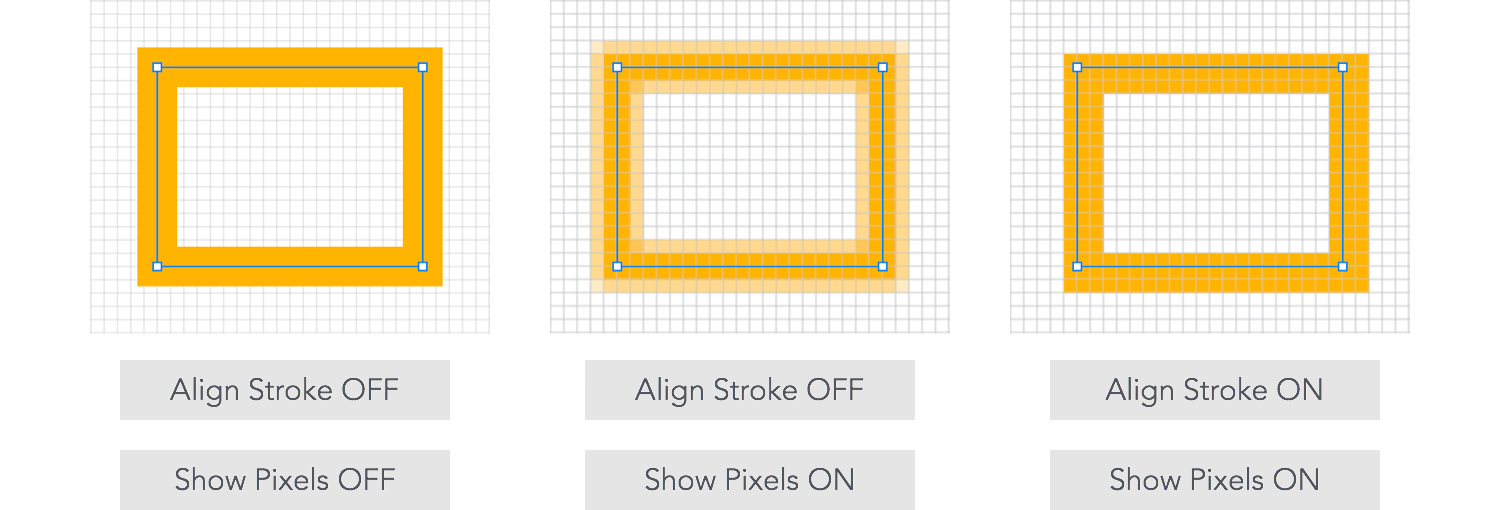 Align Stroke OFF
Align Stroke OFF
Align Stroke ON
Show Pixels OFF
Show Pixels ON
Show Pixels ON